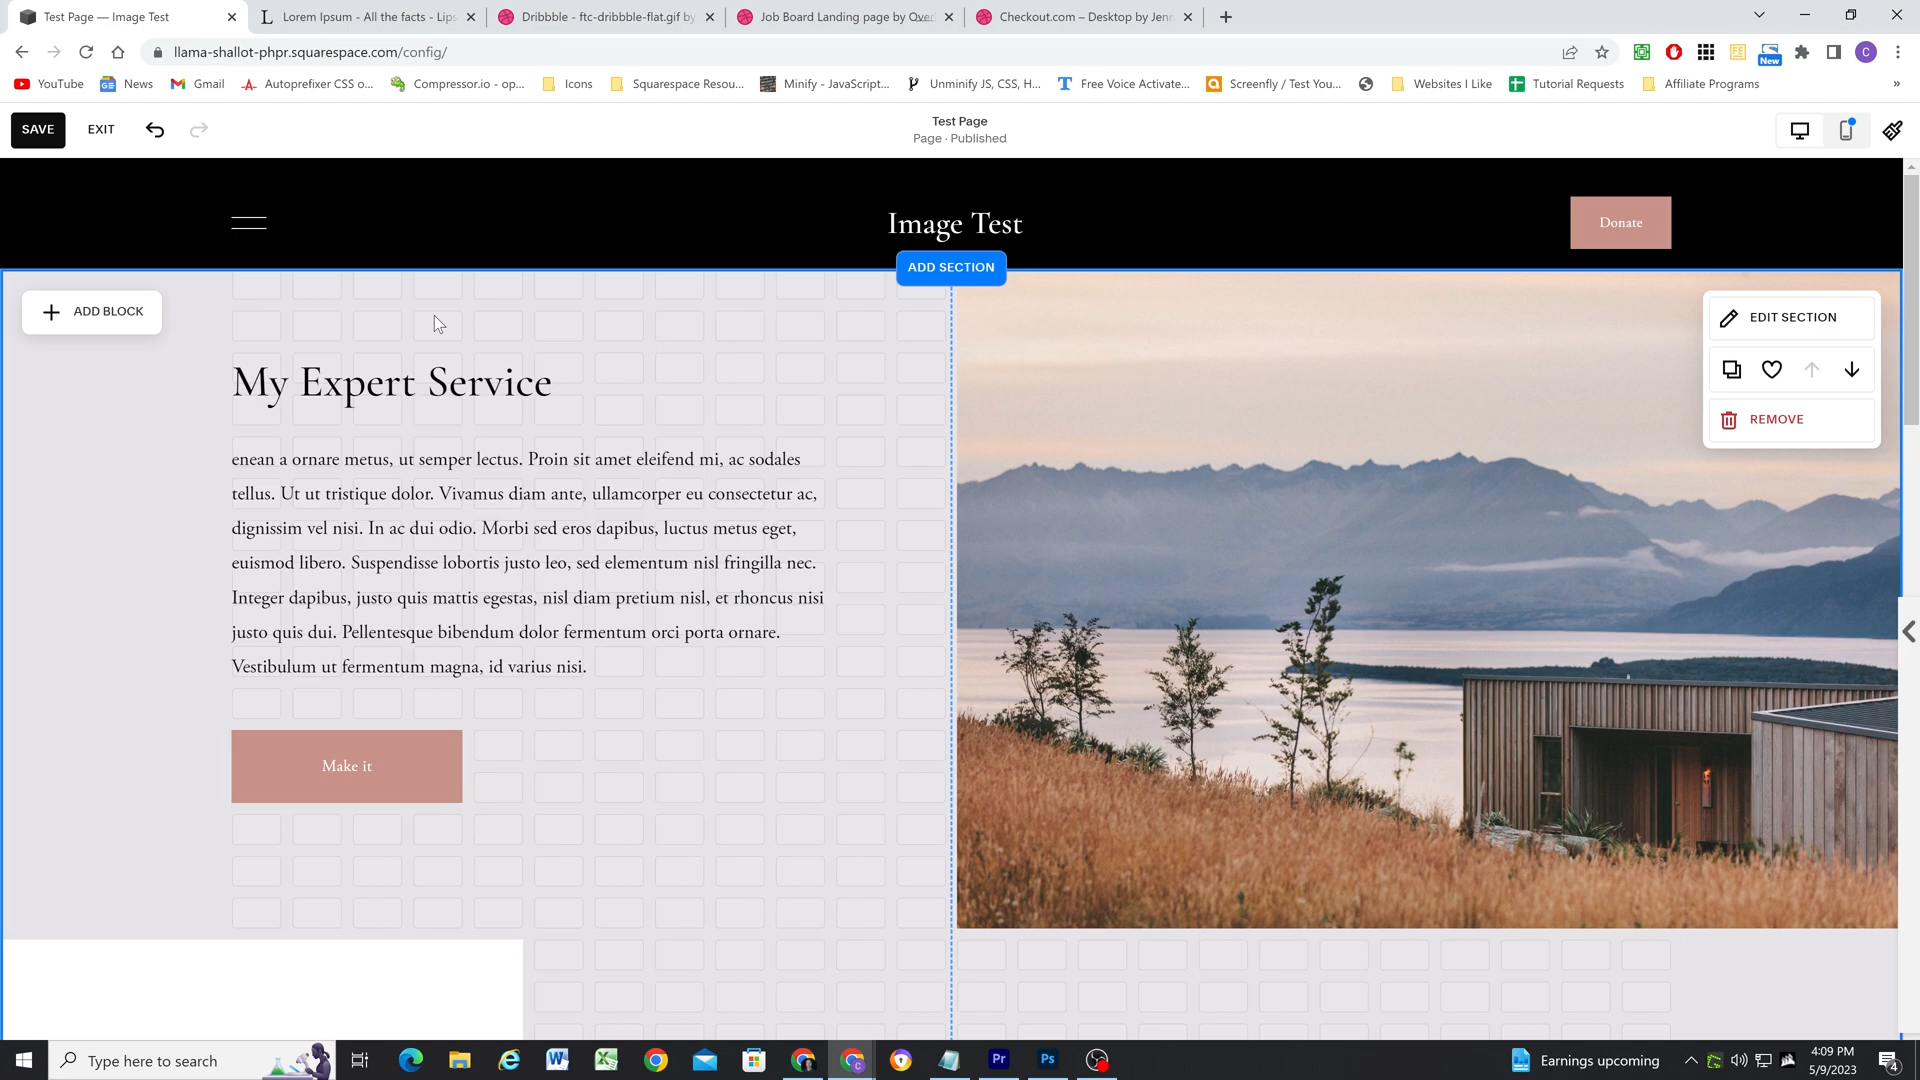 Test Page — Image Test
Lorem Ipsum - All the facts - Lips
Dribbble - ftc-dribbble-flat.gif by
Job Board Landing page by Over
Checkout.com – Desktop by Jenn
llama-shallot-phpr.squarespace.com/config/
New
YouTube
News
Gmail
Autoprefixer CSS o...
Compressor.io - op...
Icons
Squarespace Resou...
Minify - JavaScript...
Unminify JS, CSS, H...
Free Voice Activate...
Screenfly / Test You...
Websites I Like
Tutorial Requests
Affiliate Programs
»
SAVE
EXIT
Test Page
Page · Published
Image Test
Donate
ADD SECTION
ADD BLOCK
EDIT SECTION
REMOVE
My Expert Service
enean a ornare metus, ut semper lectus. Proin sit amet eleifend mi, ac sodales
tellus. Ut ut tristique dolor. Vivamus diam ante, ullamcorper eu consectetur ac,
dignissim vel nisi. In ac dui odio. Morbi sed eros dapibus, luctus metus eget,
euismod libero. Suspendisse lobortis justo leo, sed elementum nisl fringilla nec.
Integer dapibus, justo quis mattis egestas, nisl diam pretium nisl, et rhoncus nisi
justo quis dui. Pellentesque bibendum dolor fermentum orci porta ornare.
Vestibulum ut fermentum magna, id varius nisi.
Make it
Type here to search
Earnings upcoming
4:09 PM
5/9/2023
4